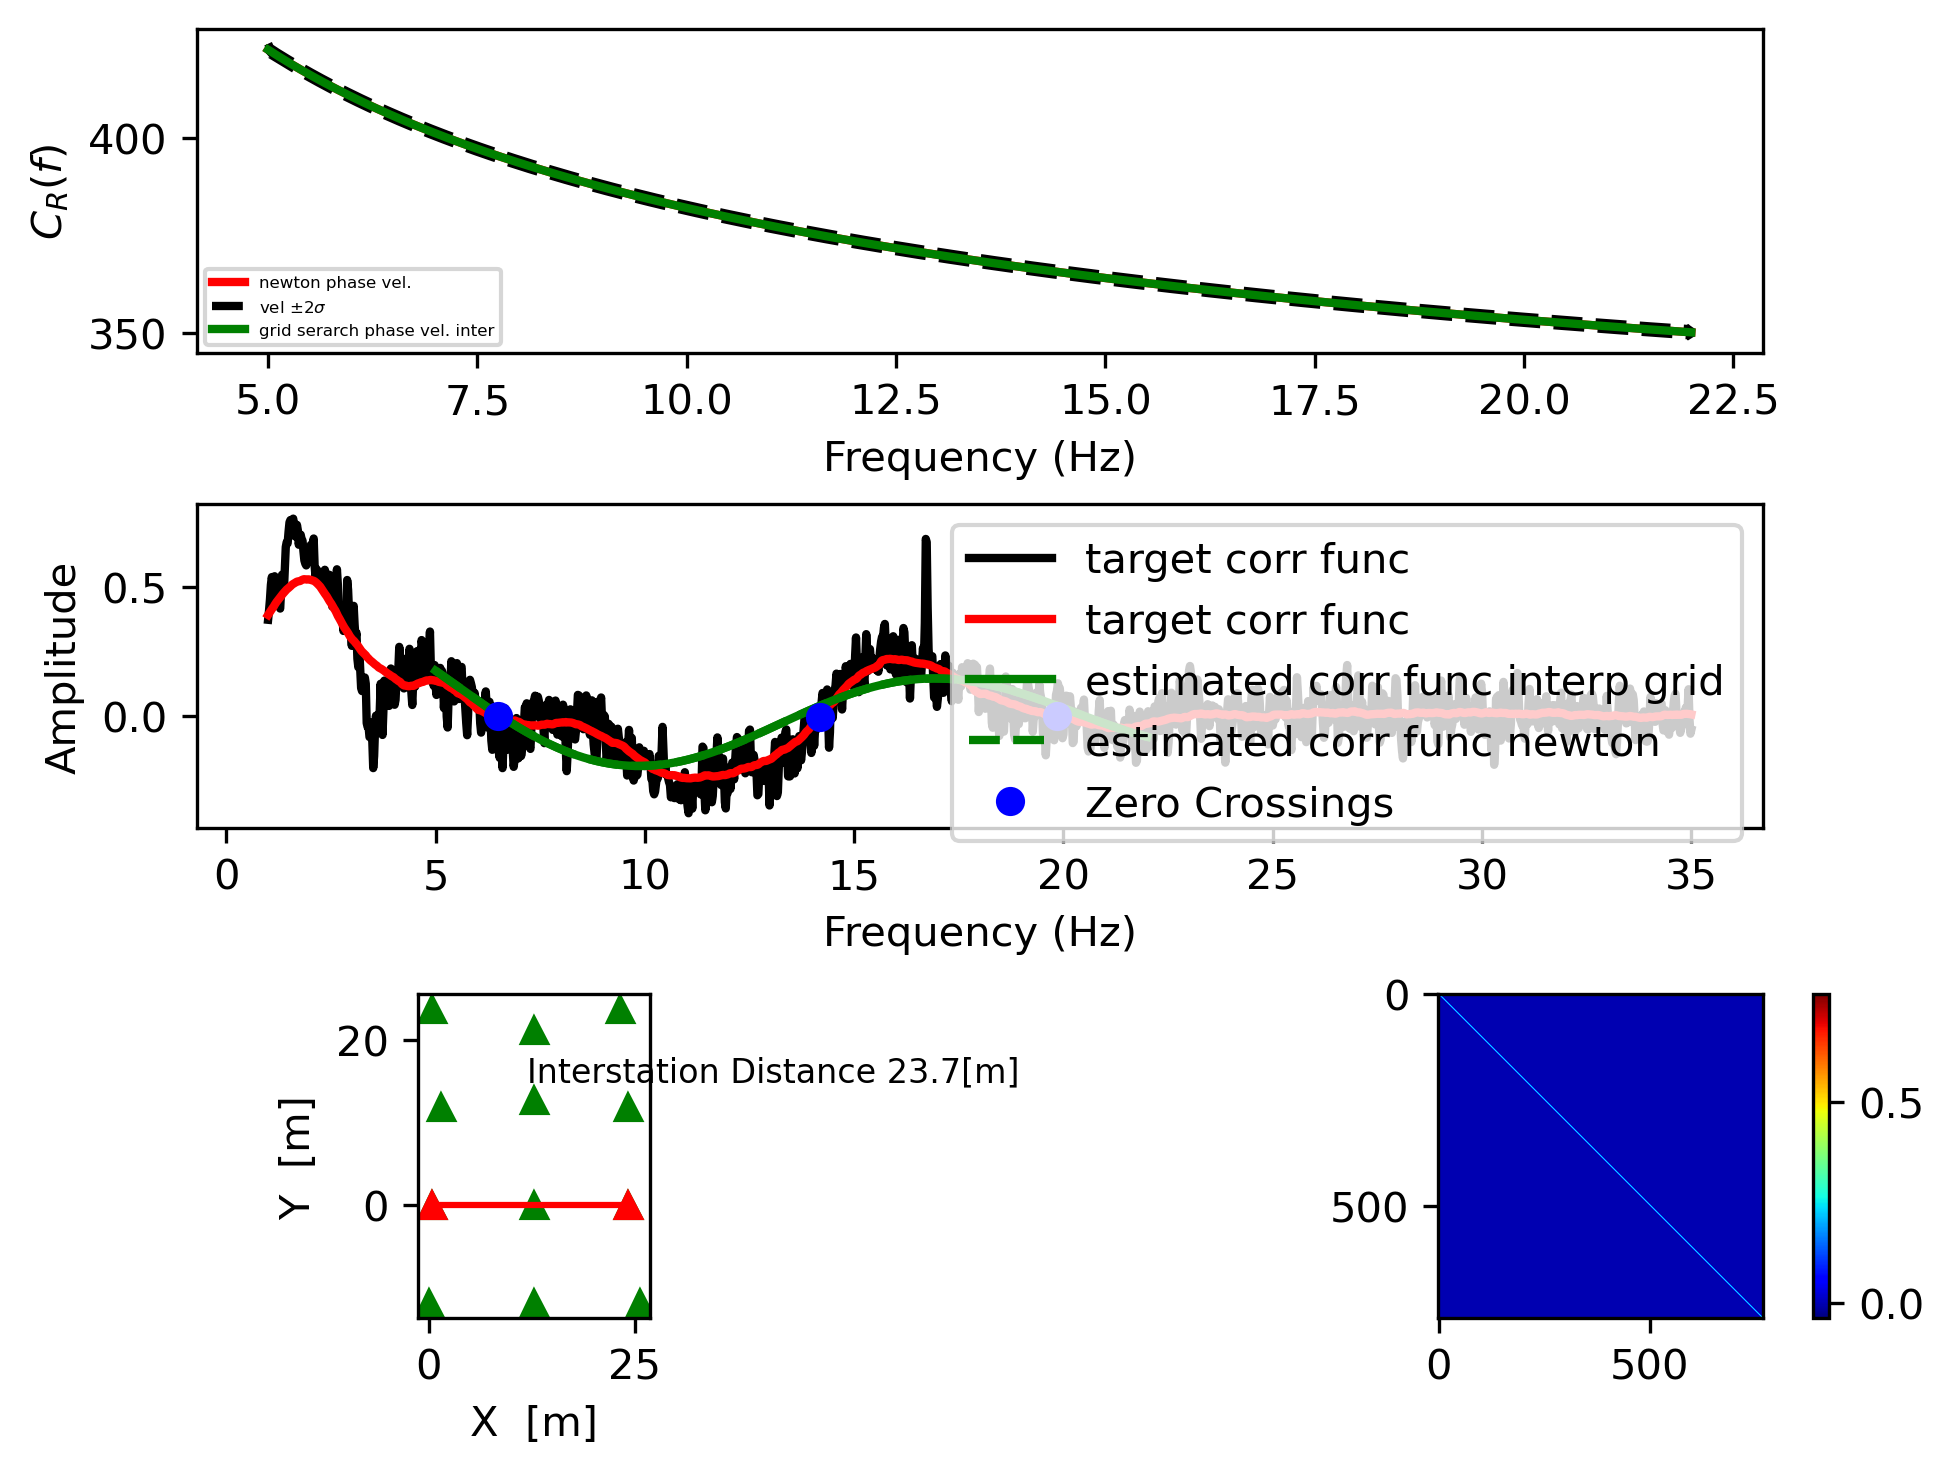 C_R(f)
400
350
newton phase vel.
vel ±2σ
grid serarch phase vel. inter
5.0 7.5 10.0 12.5 15.0 17.5 20.0 22.5
Frequency (Hz)
Amplitude
0.5
0.0
target corr func
target corr func
estimated corr func interp grid
estimated corr func newton
Zero Crossings
0 5 10 15 20 25 30 35
Frequency (Hz)
Y [m]
20
0
Interstation Distance 23.7[m]
0 25
X [m]
0
500
0 500
0.5
0.0